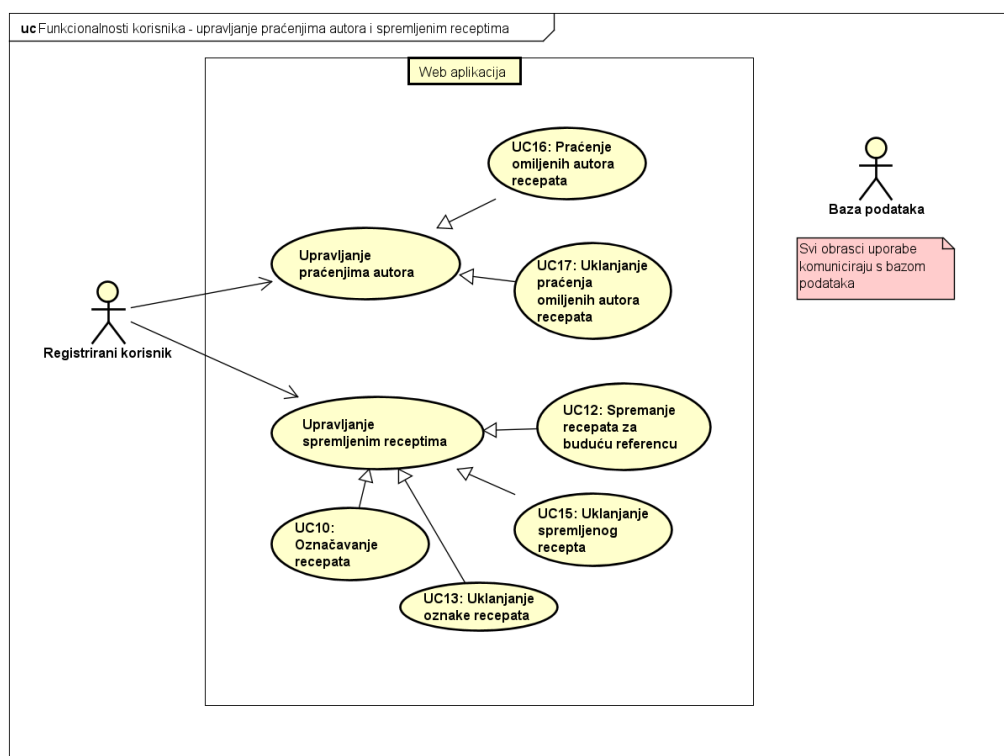 uc Funkcionalnosti korisnika - upravljanje praćenjima autora i spremljenim receptima
Web aplikacija
UC16: Praćenje
omiljenih autora
recepata
Baza podataka
Svi obrasci uporabe
komuniciraju s bazom
podataka
Upravljanje
praćenjima autora
UC17: Uklanjanje
praćenja
omiljenih autora
recepata
Registrirani korisnik
Upravljanje
spremljenim receptima
UC12: Spremanje
recepata za
buduću referencu
UC15: Uklanjanje
spremljenog
recepta
UC10:
Označavanje
recepata
UC13: Uklanjanje
oznake recepata